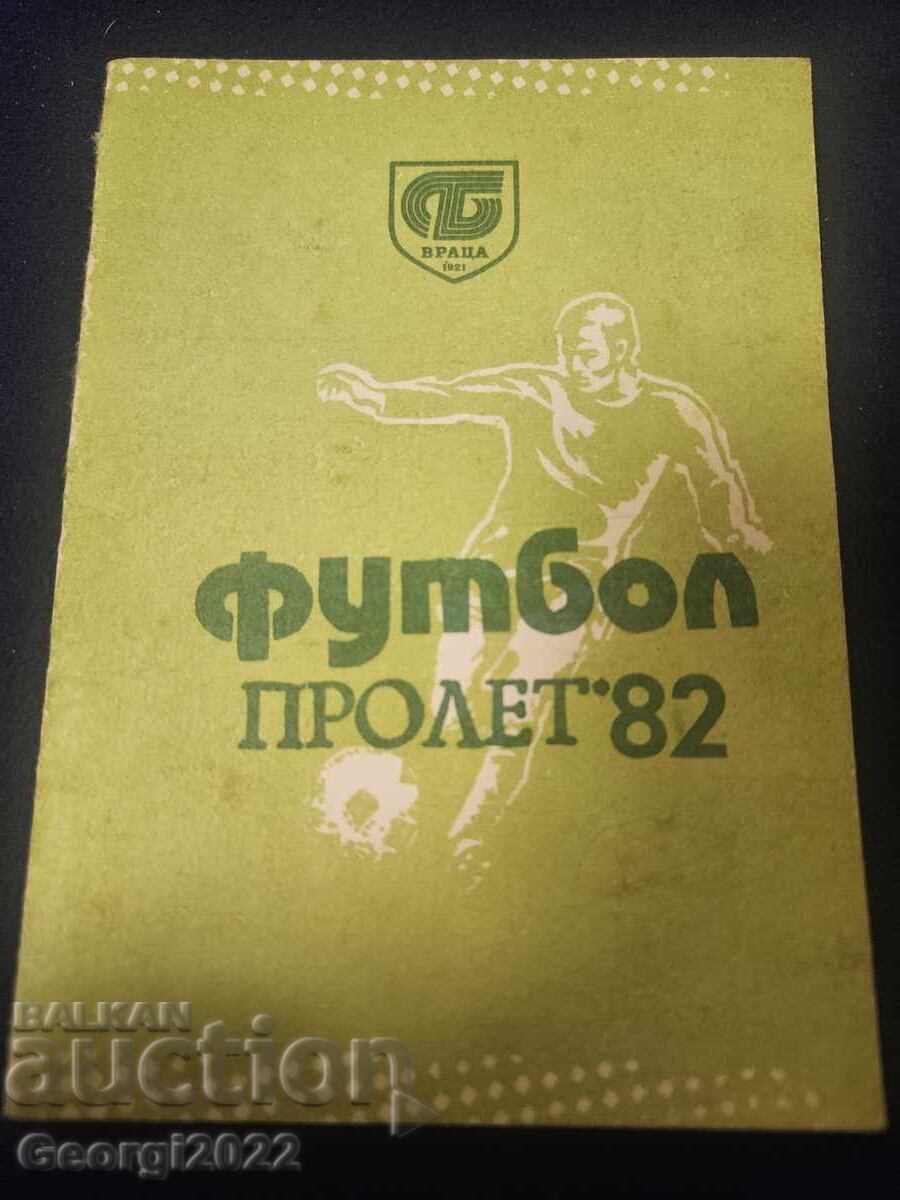 ВРАЦА
1921
футбол
ПРОЛЕТ '82
BALKAN
auction
Georgi2022